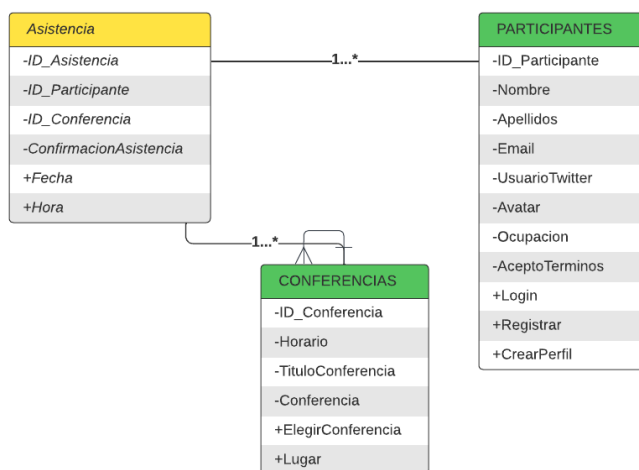 Asistencia
-ID_Asistencia
-ID_Participante
-ID_Conferencia
-ConfirmacionAsistencia
+Fecha
+Hora
1...*
PARTICIPANTES
-ID_Participante
-Nombre
-Apellidos
-Email
-UsuarioTwitter
-Avatar
-Ocupacion
-AceptoTerminos
+Login
+Registrar
+CrearPerfil
1...*
CONFERENCIAS
-ID_Conferencia
-Horario
-TituloConferencia
-Conferencia
+ElegirConferencia
+Lugar